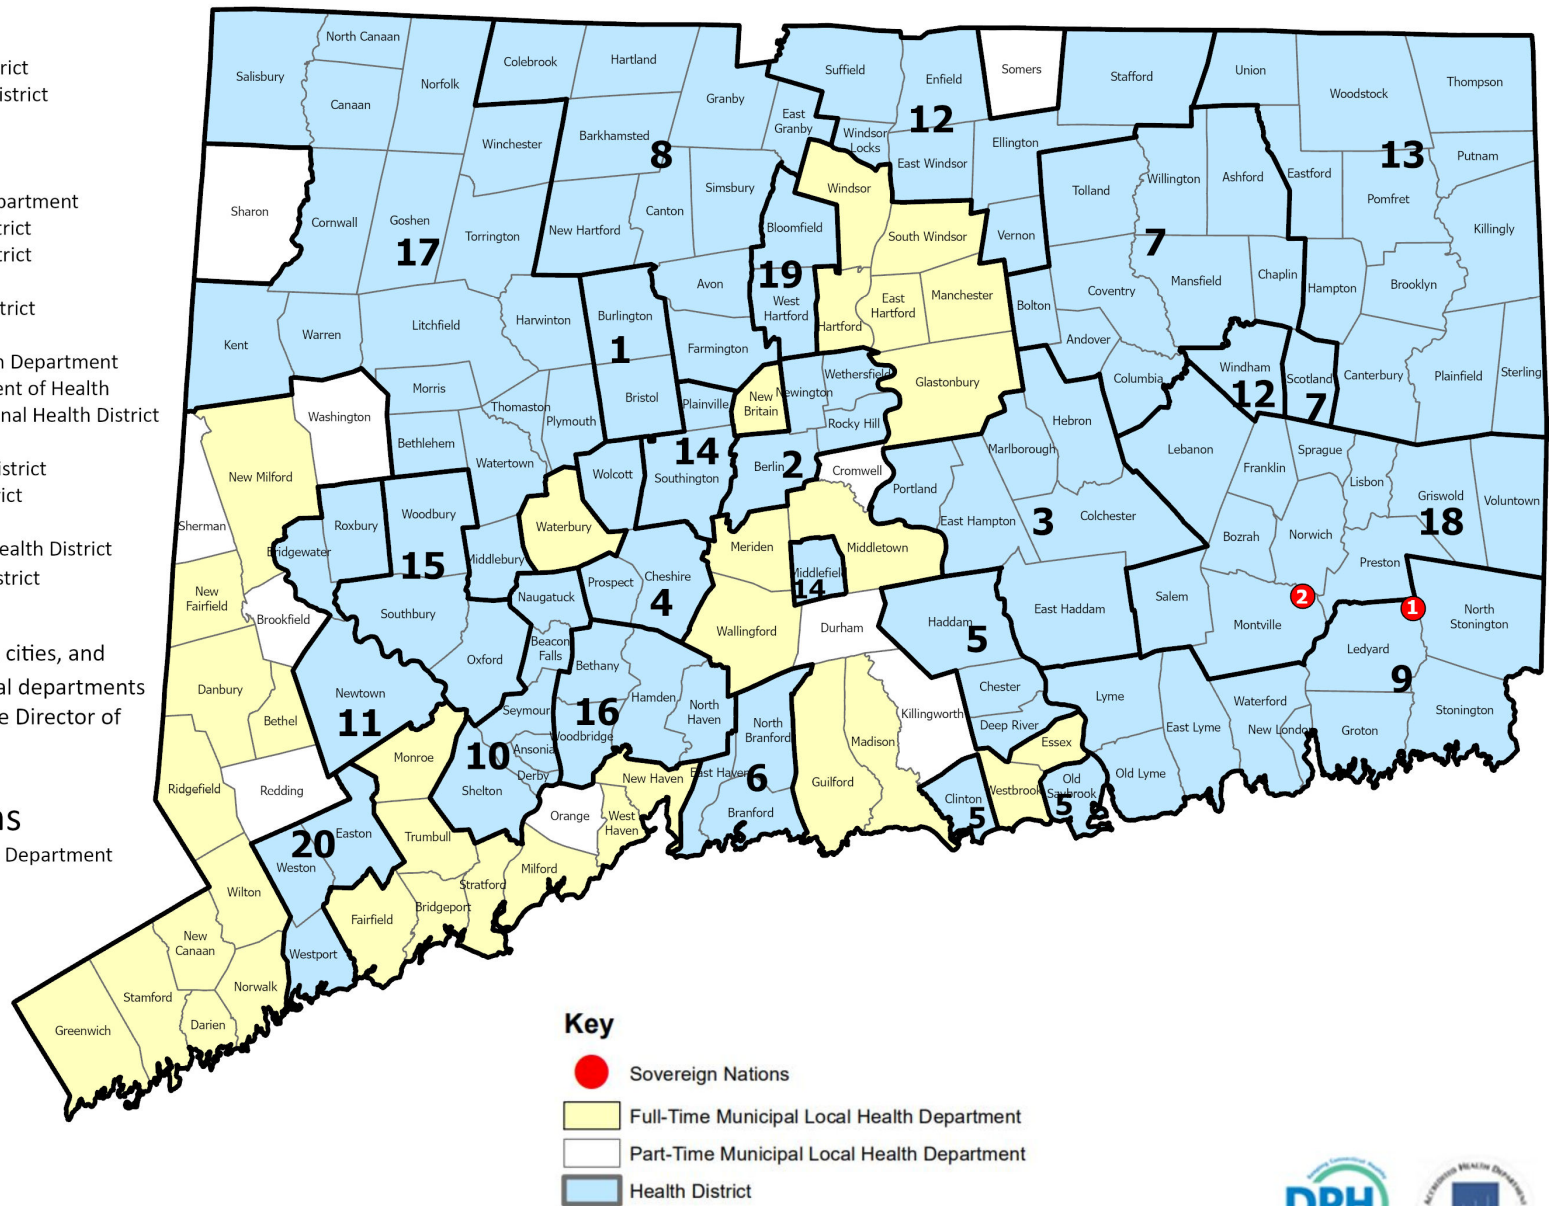 rict
istrict
partment
trict
trict
trict
n Department
ent of Health
onal Health District
istrict
rict
ealth District
strict
cities, and
al departments
e Director of
ns
Department
North Canaan
Colebrook
Hartland
Salisbury
Canaan
Norfolk
Granby
East
Granby
Suffield
Enfield
Somers
Stafford
Union
Woodstock
Thompson
12
Winchester
Barkhamsted
8
Windsor
Locks
East Windsor
Ellington
13
Putnam
Sharon
Cornwall
Goshen
17
Torrington
New Hartford
Canton
Simsbury
Bloomfield
Windsor
South Windsor
Vernon
Tolland
Willington
Ashford
Eastford
Pomfret
Killingly
7
Kent
Warren
Litchfield
Harwinton
Burlington
1
Avon
Farmington
19
West
Hartford
Hartford
East
Hartford
Manchester
Bolton
Coventry
Mansfield
Chaplin
Hampton
Brooklyn
Andover
Washington
Morris
Bethlehem
Thomaston
Plymouth
Watertown
Bristol
Plainville
New
Britain
Newington
Wethersfield
Rocky Hill
Glastonbury
Columbia
Hebron
Windham
12
Scotland
7
Canterbury
Plainfield
Sterling
New Milford
Sherman
Wolcott
14
Southington
Berlin
2
Cromwell
Portland
Marlborough
East Hampton
3
Colchester
Lebanon
Franklin
Sprague
Lisbon
Griswold
18
Voluntown
Bridgewater
Roxbury
Woodbury
15
Middlebury
Waterbury
Meriden
Middletown
Middlefield
14
Bozrah
Norwich
Preston
New
Fairfield
Brookfield
Southbury
Naugatuck
Prospect
Cheshire
4
Wallingford
Durham
Haddam
5
East Haddam
Salem
Montville
2
1
Ledyard
9
North
Stonington
Danbury
Bethel
Newtown
11
Oxford
Beacon
Falls
Bethany
16
Hamden
North
Haven
Seymour
Woodbridge
Ansonia
Derby
10
Shelton
North
Branford
Killingworth
Chester
Deep River
Essex
Lyme
East Lyme
Waterford
New London
Groton
Stonington
Ridgefield
Redding
Monroe
New Haven
East Haven
6
Branford
Guilford
Madison
Clinton
5
Westbrook
Old
Saybrook
5
Old Lyme
20
Easton
Weston
Trumbull
Orange
West
Haven
Milford
Stratford
Bridgeport
Wilton
Fairfield
New
Canaan
Westport
Norwalk
Stamford
Darien
Greenwich
Key
Sovereign Nations
Full-Time Municipal Local Health Department
Part-Time Municipal Local Health Department
Health District
DPH